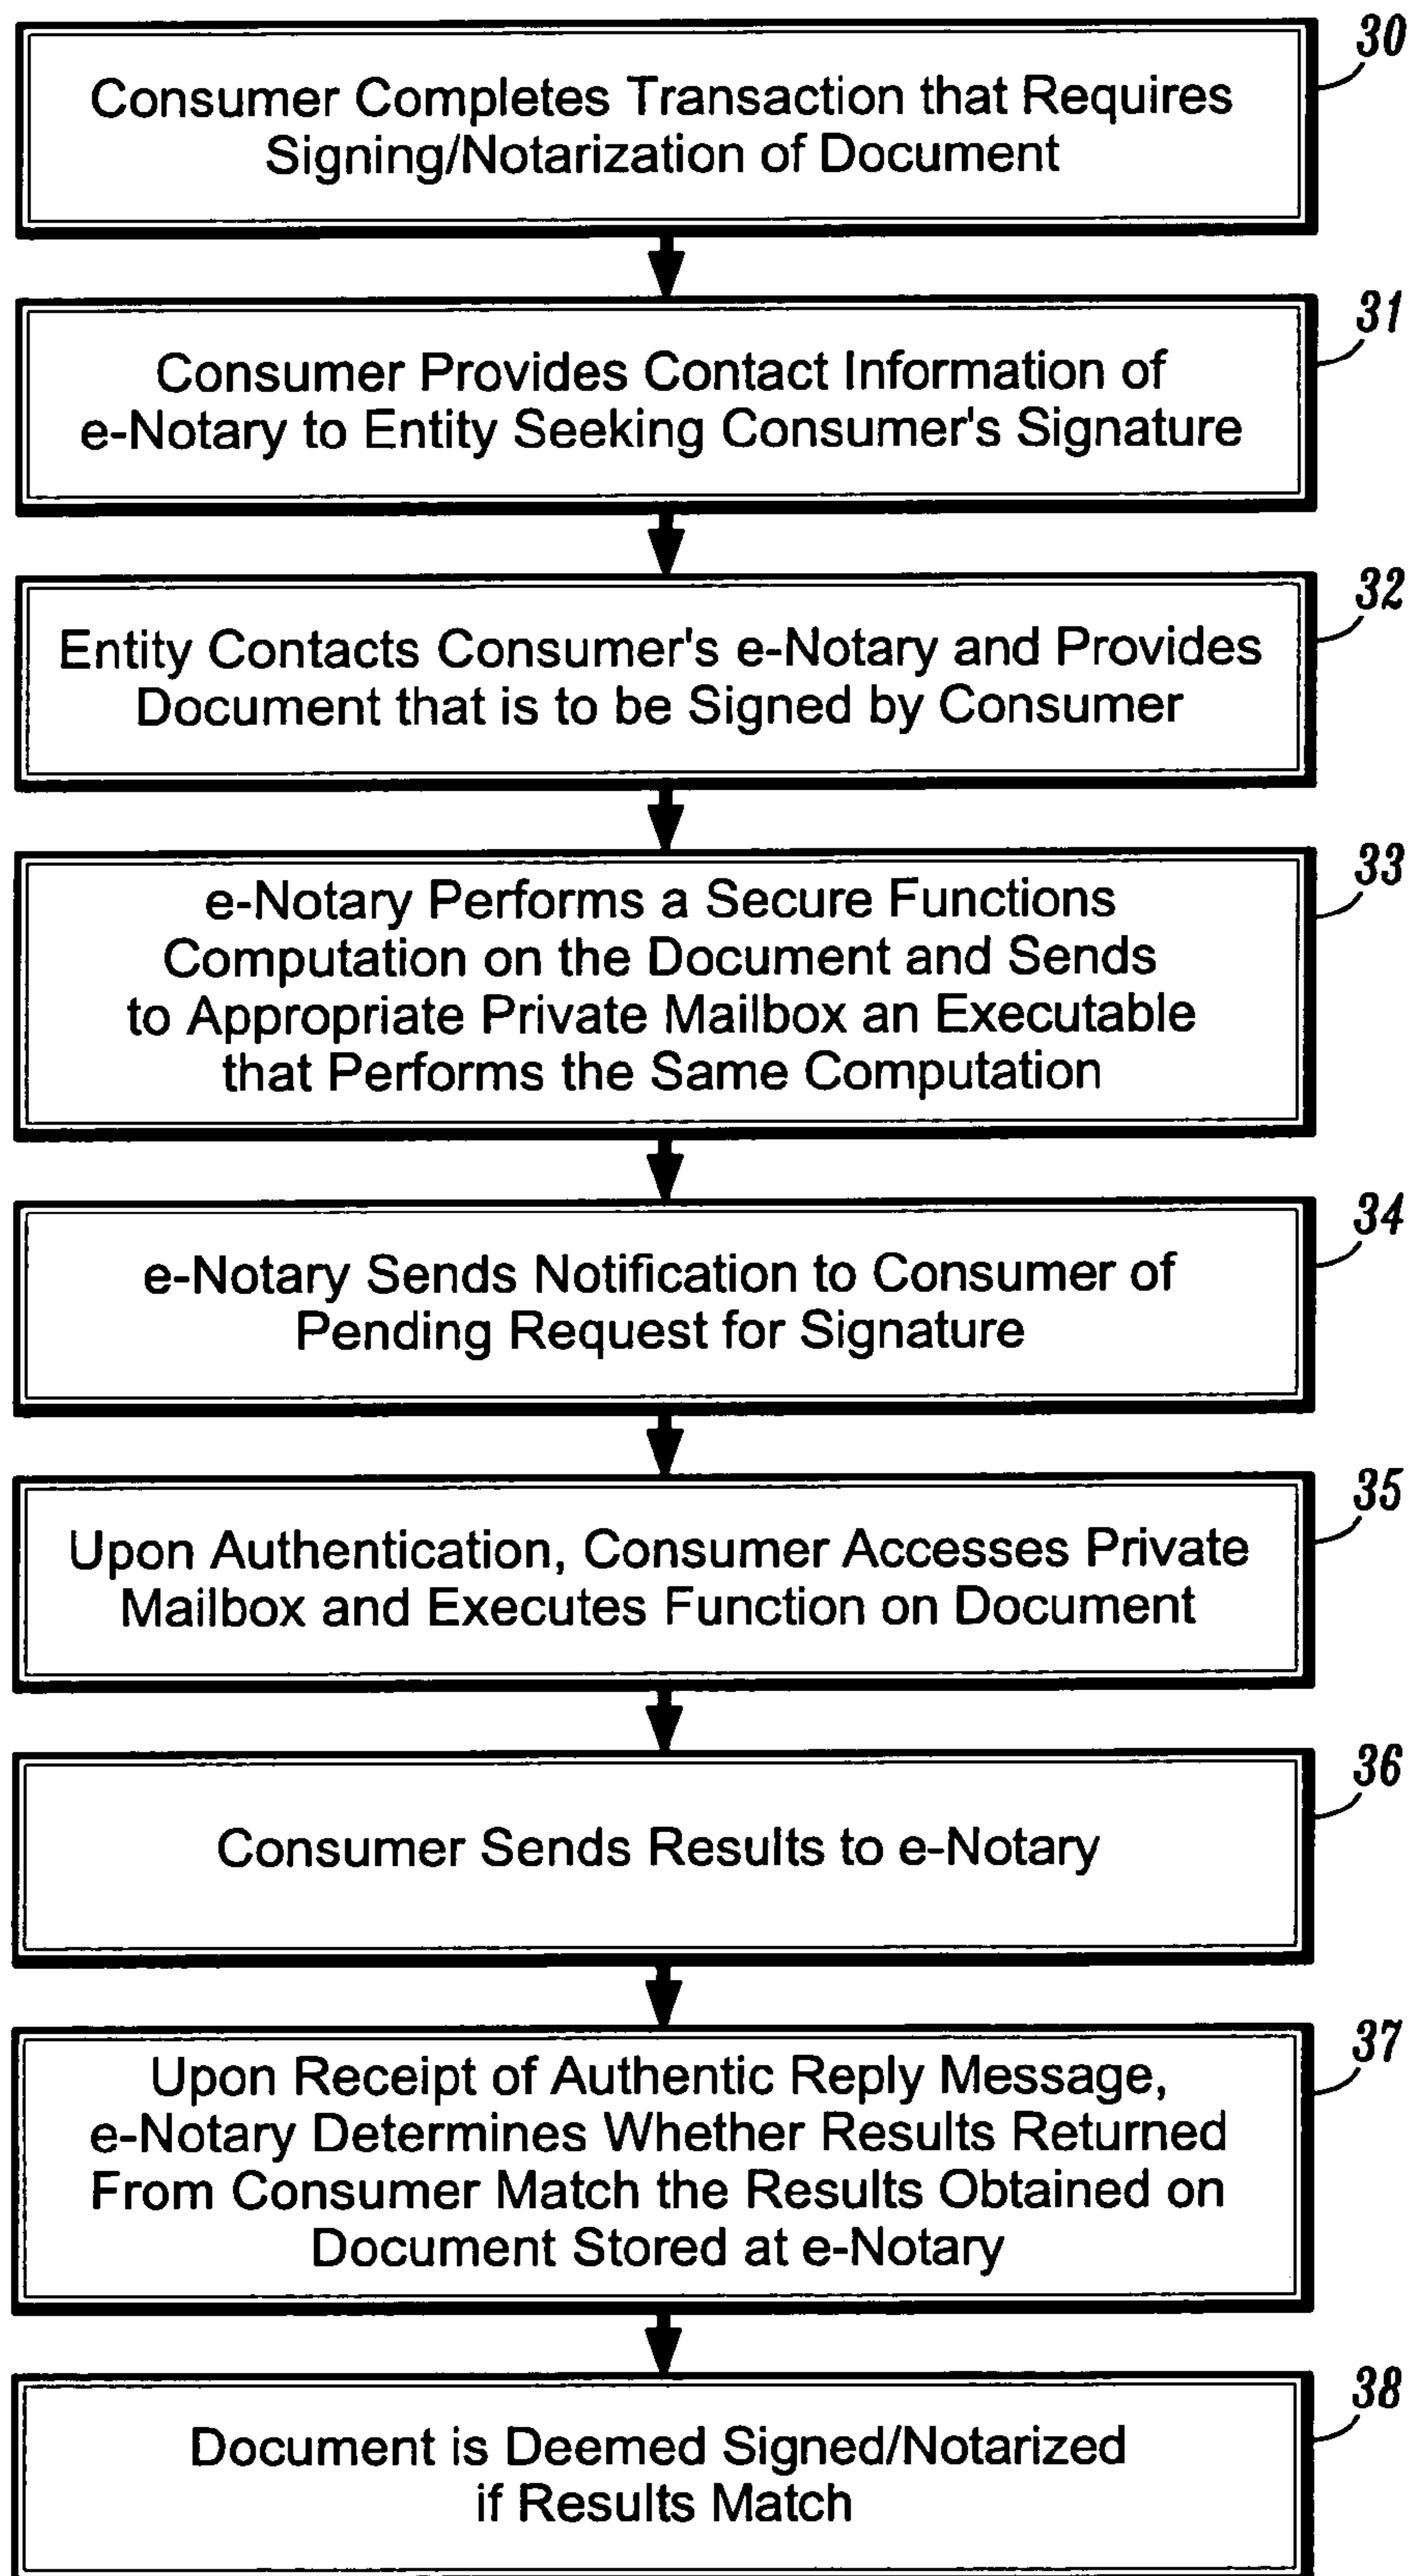 30
Consumer Completes Transaction that Requires
Signing/Notarization of Document
31
Consumer Provides Contact Information of
e-Notary to Entity Seeking Consumer's Signature
32
Entity Contacts Consumer's e-Notary and Provides
Document that is to be Signed by Consumer
33
e-Notary Performs a Secure Functions
Computation on the Document and Sends
to Appropriate Private Mailbox an Executable
that Performs the Same Computation
34
e-Notary Sends Notification to Consumer of
Pending Request for Signature
35
Upon Authentication, Consumer Accesses Private
Mailbox and Executes Function on Document
36
Consumer Sends Results to e-Notary
37
Upon Receipt of Authentic Reply Message,
e-Notary Determines Whether Results Returned
From Consumer Match the Results Obtained on
Document Stored at e-Notary
38
Document is Deemed Signed/Notarized
if Results Match